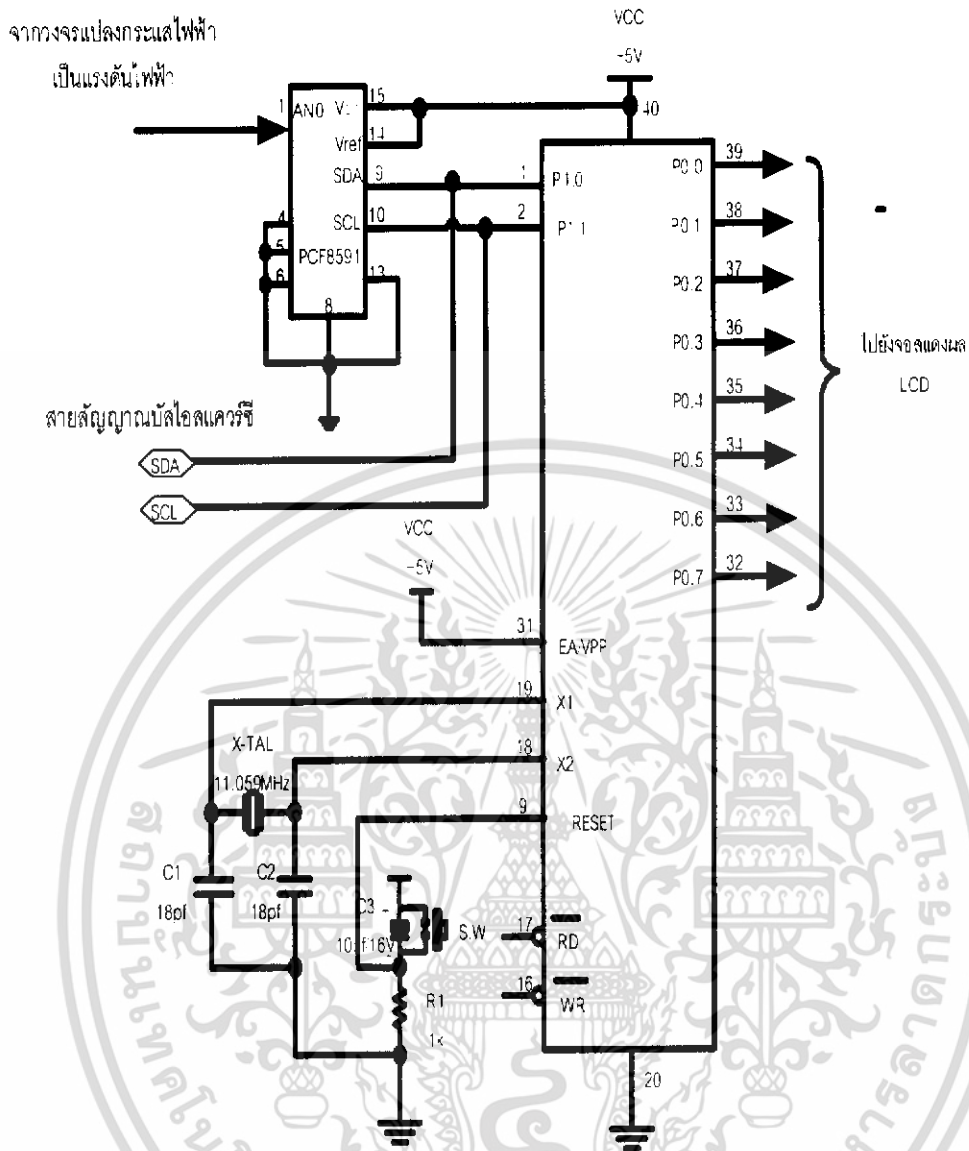 จากวงจรแปลงกระแสไฟฟ้า
เป็นแรงดันไฟฟ้า
VCC
-5V
1
AN0
15
14
Vref
SDA
9
SCL
10
4
5
6
PCF8591
13
8
40
1
P1.0
2
P1.1
P0.0
39
P0.1
38
P0.2
37
P0.3
36
P0.4
35
P0.5
34
P0.6
33
P0.7
32
ไปยังจอแสดงผล
LCD
สายสัญญาณบัสไอสแควร์ซี
SDA
SCL
VCC
-5V
31
EA/VPP
19
X1
18
X2
X-TAL
11.059MHz
9
RESET
C1
18pf
C2
18pf
C3
16V
S.W
R1
1k
17
RD
16
WR
20